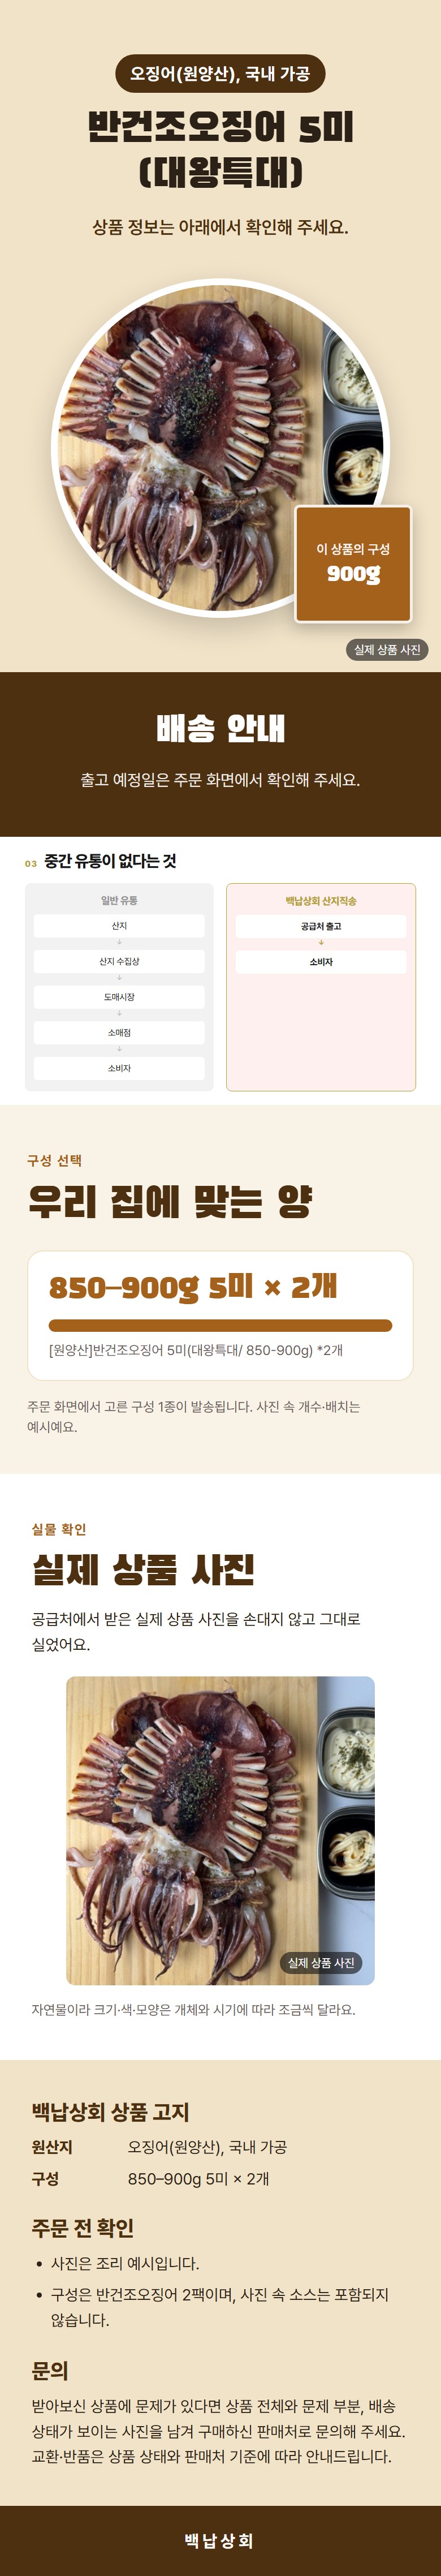 오징어(원양산), 국내 가공
반건조오징어 5미
(대왕특대)
상품 정보는 아래에서 확인해 주세요.
이 상품의 구성
900g
실제 상품 사진
배송 안내
출고 예정일은 주문 화면에서 확인해 주세요.
03 중간 유통이 없다는 것
일반 유통
산지
↓
산지 수집상
↓
도매시장
↓
소매점
↓
소비자
백납상회 산지직송
공급처 출고
↓
소비자
구성 선택
우리 집에 맞는 양
850–900g 5미 × 2개
[원양산]반건조오징어 5미(대왕특대/ 850-900g) *2개
주문 화면에서 고른 구성 1종이 발송됩니다. 사진 속 개수·배치는
예시예요.
실물 확인
실제 상품 사진
공급처에서 받은 실제 상품 사진을 손대지 않고 그대로
실었어요.
실제 상품 사진
자연물이라 크기·색·모양은 개체와 시기에 따라 조금씩 달라요.
백납상회 상품 고지
원산지 오징어(원양산), 국내 가공
구성 850–900g 5미 × 2개
주문 전 확인
• 사진은 조리 예시입니다.
• 구성은 반건조오징어 2팩이며, 사진 속 소스는 포함되지
않습니다.
문의
받아보신 상품에 문제가 있다면 상품 전체와 문제 부분, 배송
상태가 보이는 사진을 남겨 구매하신 판매처로 문의해 주세요.
교환·반품은 상품 상태와 판매처 기준에 따라 안내드립니다.
백납상회